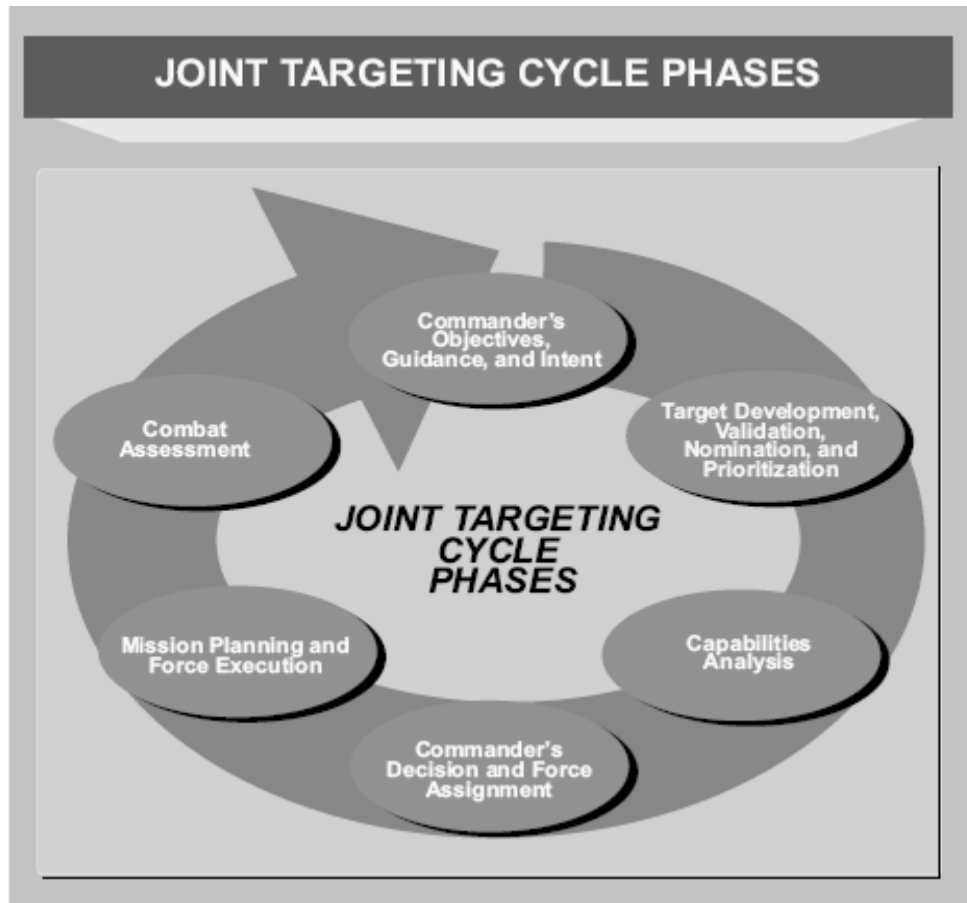 JOINT TARGETING CYCLE PHASES
Commander's
Objectives,
Guidance, and Intent
Target Development,
Validation,
Nomination, and
Prioritization
Capabilities
Analysis
Commander's
Decision and Force
Assignment
Mission Planning and
Force Execution
Combat
Assessment
JOINT TARGETING
CYCLE
PHASES